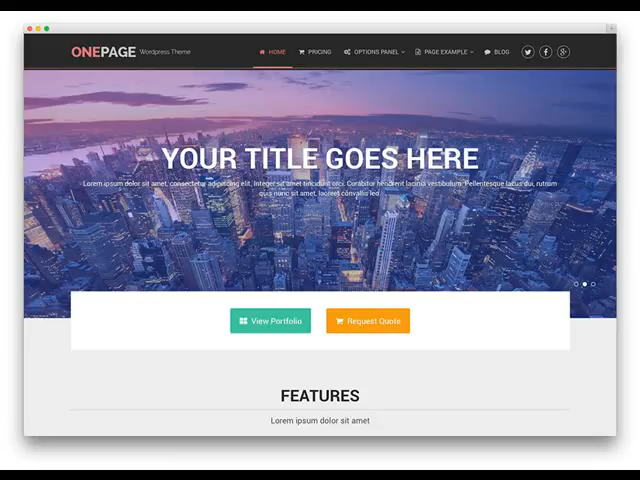 ONEPAGE Wordpress Theme HOME PRICING OPTIONS PANEL PAGE EXAMPLE BLOG
YOUR TITLE GOES HERE
Lorem ipsum dolor sit amet, consectetur adipiscing elit. Integer sit amet tincidunt orci. Curabitur hendrerit lacinia vestibulum. Pellentesque lacus dui, rutrum
quis nunc sit amet, laoreet convallis leo.
View Portfolio Request Quote
FEATURES
Lorem ipsum dolor sit amet